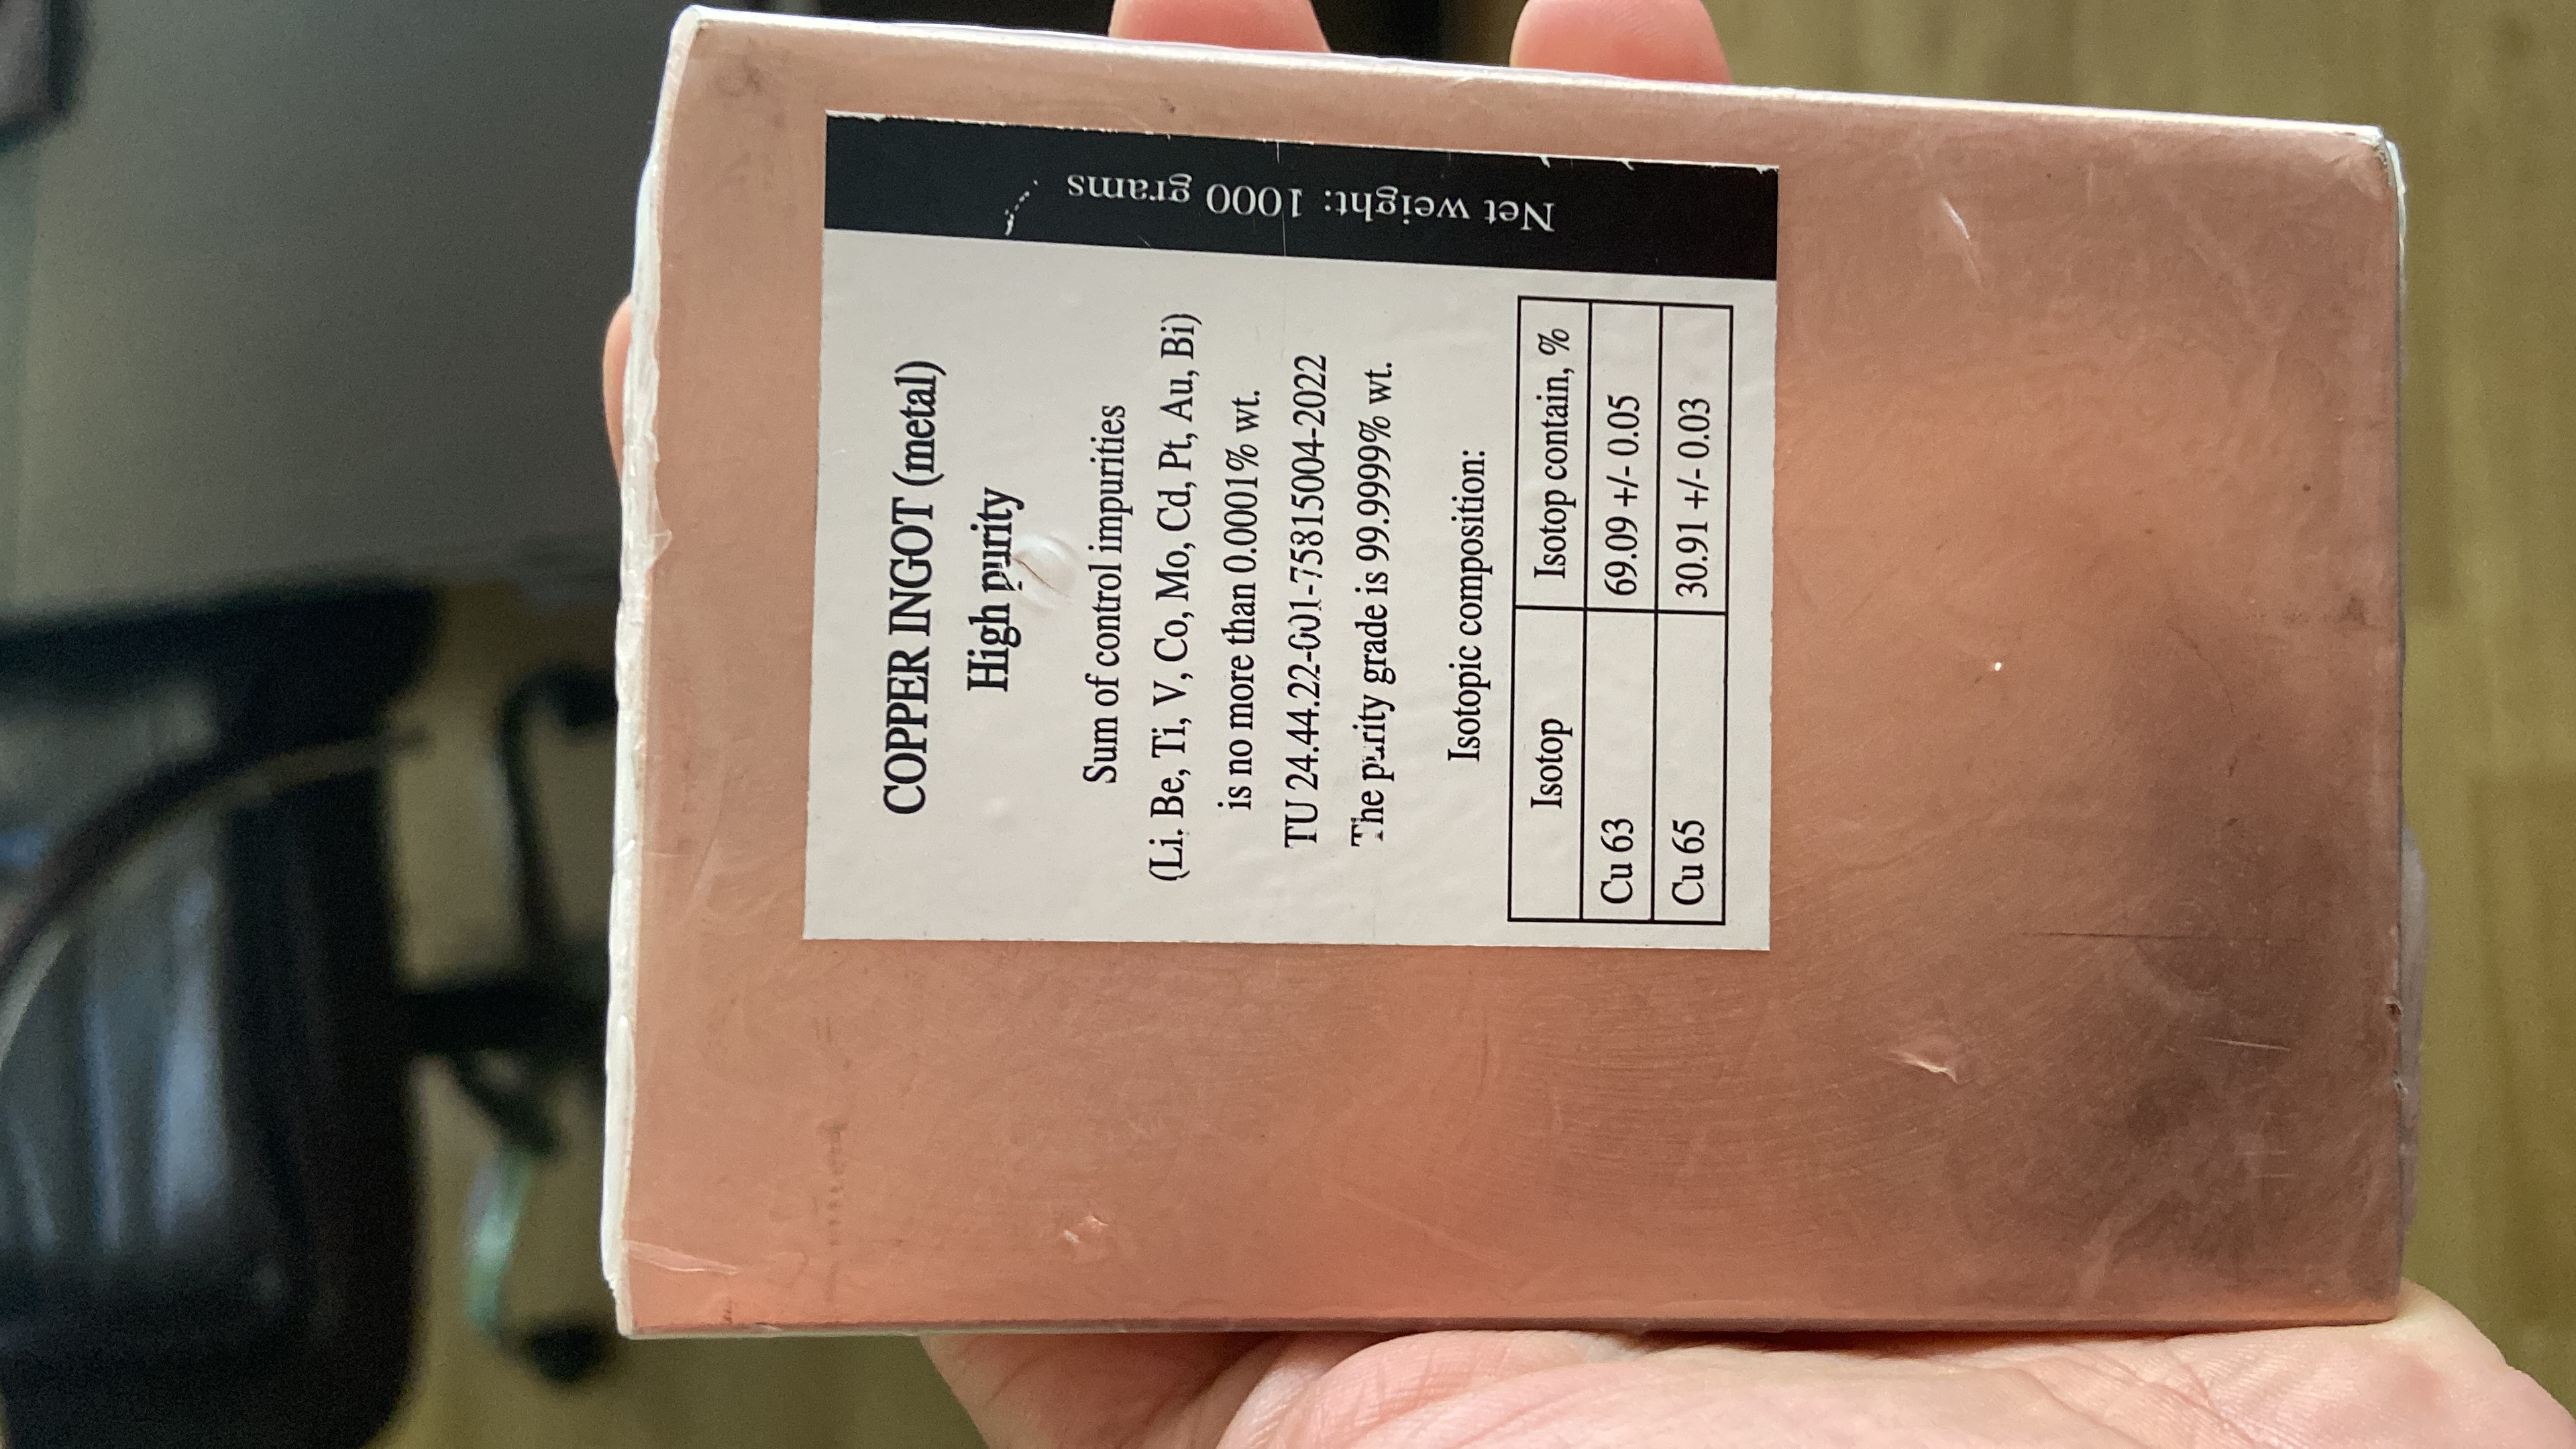 COPPER INGOT (metal)
High purity
Sum of control impurities
(Li. Be, Ti, V, Co, Mo, Cd, Pt, Au, Bi)
is no more than 0.0001% wt.
TU 24.44.22-001-75815004-2022
The purity grade is 99.9999% wt.
Isotopic composition:
Isotop Isotop contain, %
Cu 63 69.09 +/- 0.05
Cu 65 30.91 +/- 0.03
Net weight: 1000 grams